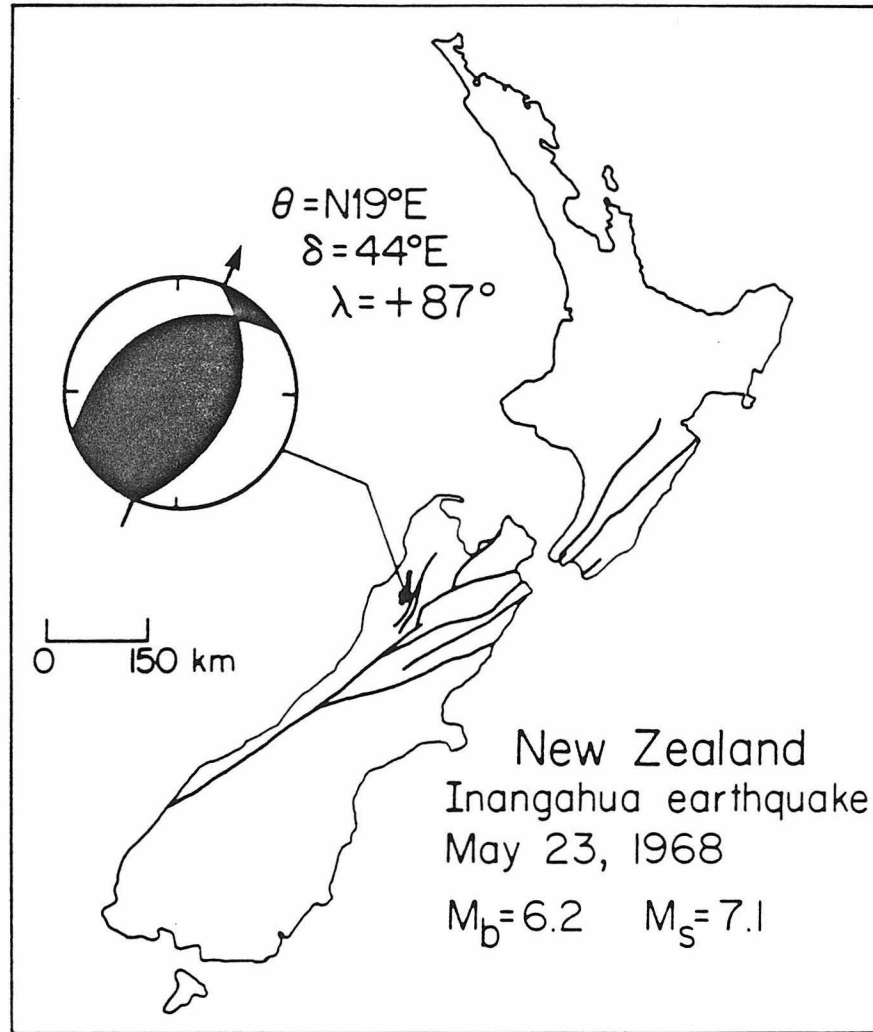 θ=N19°E
δ=44°E
λ=+87°
0 150 km
New Zealand
Inangahua earthquake
May 23, 1968
Mb=6.2 Ms=7.1